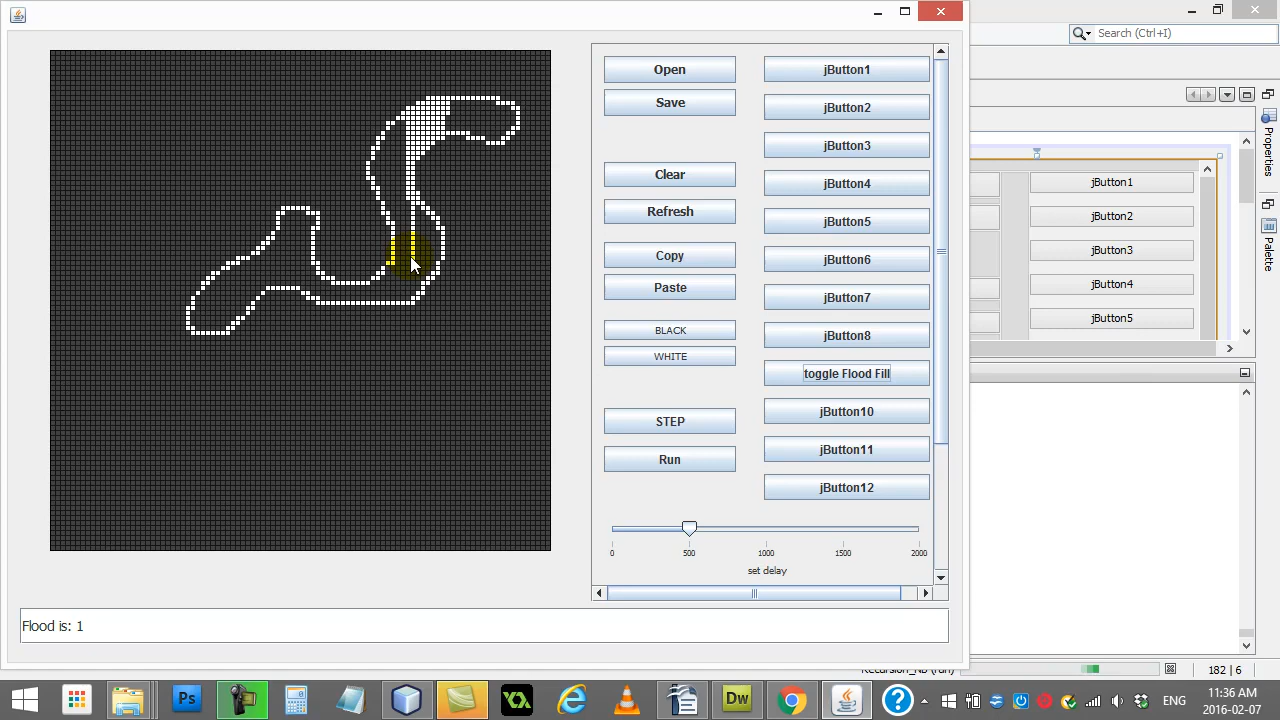 Search (Ctrl+I)
Open
Save
Clear
Refresh
Copy
Paste
BLACK
WHITE
STEP
Run
jButton1
jButton2
jButton3
jButton4
jButton5
jButton6
jButton7
jButton8
toggle Flood Fill
jButton10
jButton11
jButton12
0
500
1000
1500
2000
set delay
Flood is: 1
jButton1
jButton2
jButton3
jButton4
jButton5
Properties
Palette
182 | 6
Ps
Dw
ENG
11:36 AM
2016-02-07